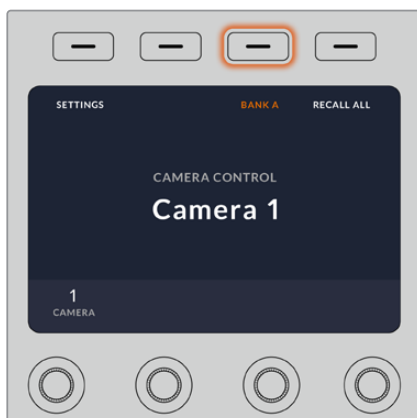 SETTINGS BANK A RECALL ALL
CAMERA CONTROL
Camera 1
1
CAMERA